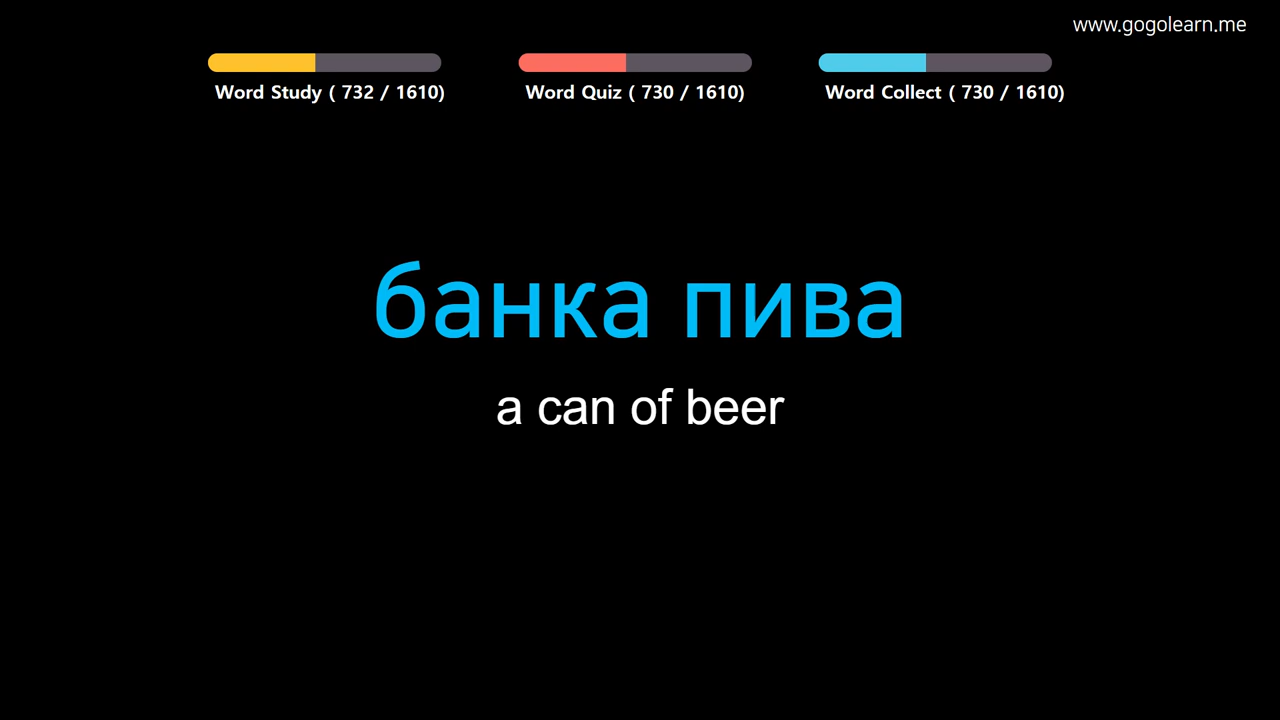 www.gogolearn.me
Word Study ( 732 / 1610)
Word Quiz ( 730 / 1610)
Word Collect ( 730 / 1610)
банка пива
a can of beer